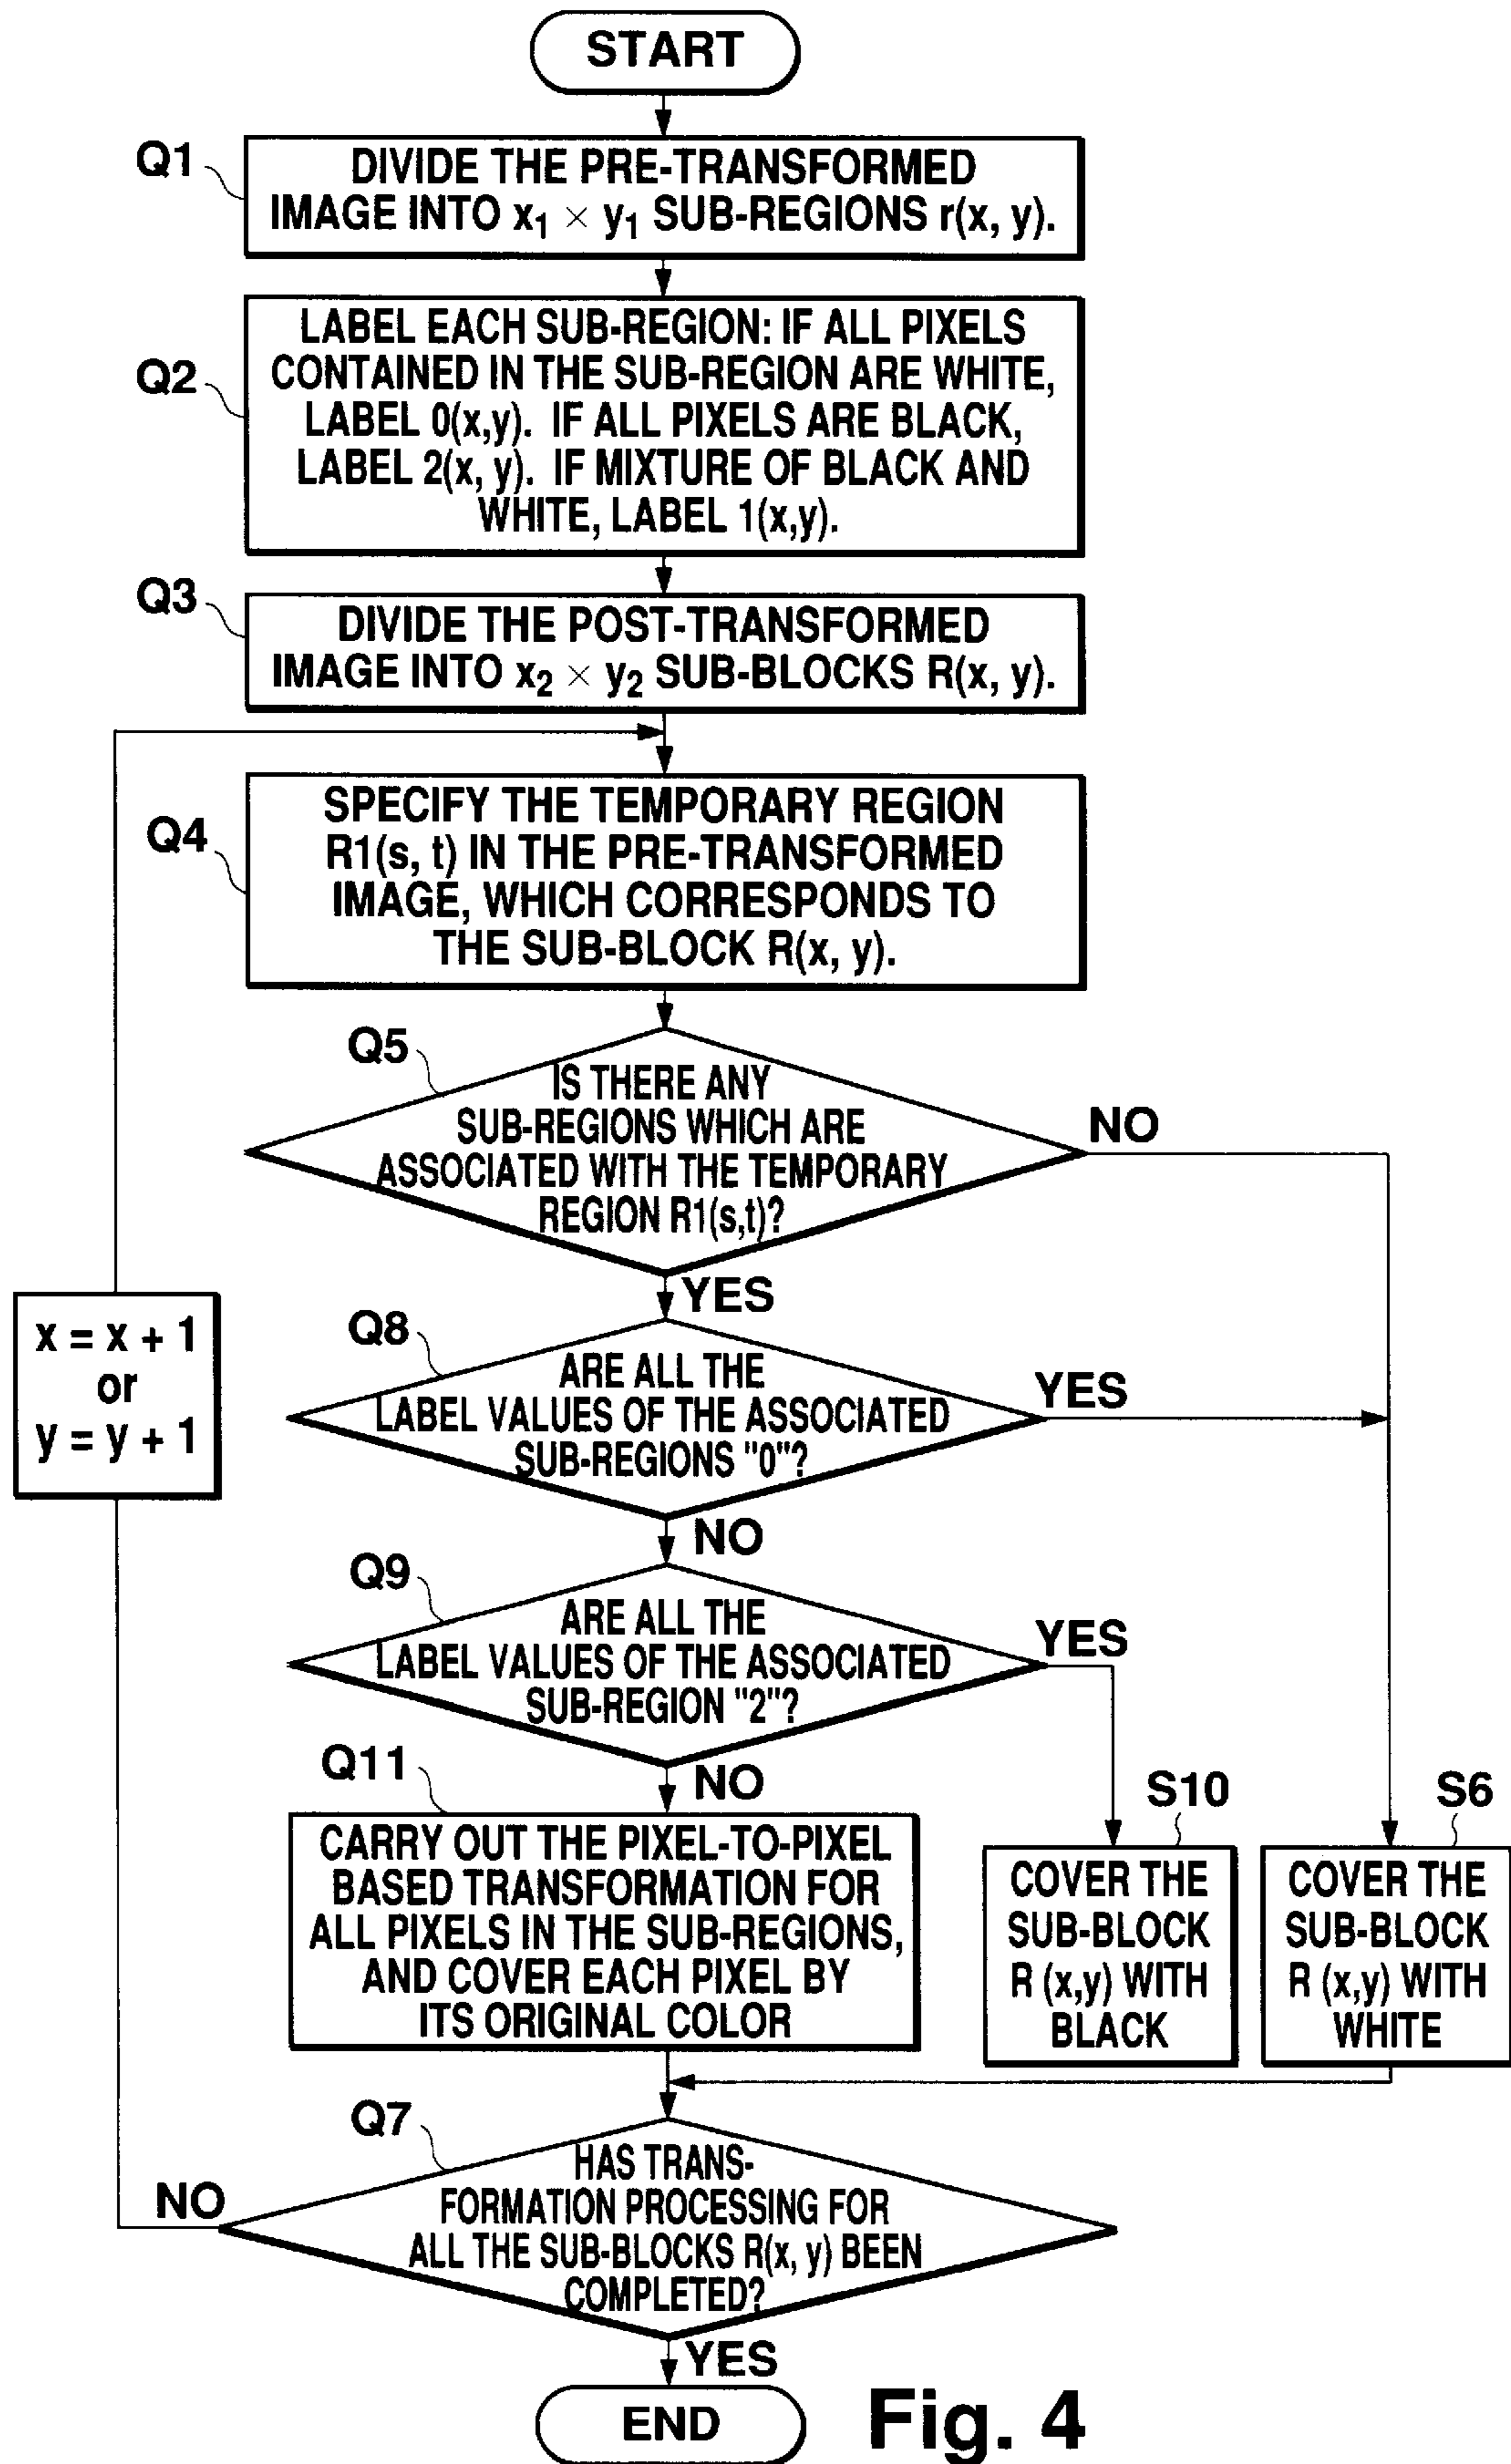 START
Q1
DIVIDE THE PRE-TRANSFORMED
IMAGE INTO x₁ × y₁ SUB-REGIONS r(x, y).
Q2
LABEL EACH SUB-REGION: IF ALL PIXELS
CONTAINED IN THE SUB-REGION ARE WHITE,
LABEL 0(x,y). IF ALL PIXELS ARE BLACK,
LABEL 2(x, y). IF MIXTURE OF BLACK AND
WHITE, LABEL 1(x,y).
Q3
DIVIDE THE POST-TRANSFORMED
IMAGE INTO x₂ × y₂ SUB-BLOCKS R(x, y).
Q4
SPECIFY THE TEMPORARY REGION
R1(s, t) IN THE PRE-TRANSFORMED
IMAGE, WHICH CORRESPONDS TO
THE SUB-BLOCK R(x, y).
Q5
IS THERE ANY
SUB-REGIONS WHICH ARE
ASSOCIATED WITH THE TEMPORARY
REGION R1(s,t)?
NO
YES
x = x + 1
or
y = y + 1
Q8
ARE ALL THE
LABEL VALUES OF THE ASSOCIATED
SUB-REGIONS "0"?
YES
NO
Q9
ARE ALL THE
LABEL VALUES OF THE ASSOCIATED
SUB-REGION "2"?
YES
NO
Q11
CARRY OUT THE PIXEL-TO-PIXEL
BASED TRANSFORMATION FOR
ALL PIXELS IN THE SUB-REGIONS,
AND COVER EACH PIXEL BY
ITS ORIGINAL COLOR
S10
COVER THE
SUB-BLOCK
R (x,y) WITH
BLACK
S6
COVER THE
SUB-BLOCK
R (x,y) WITH
WHITE
Q7
HAS TRANS-
FORMATION PROCESSING FOR
ALL THE SUB-BLOCKS R(x, y) BEEN
COMPLETED?
NO
YES
END
Fig. 4